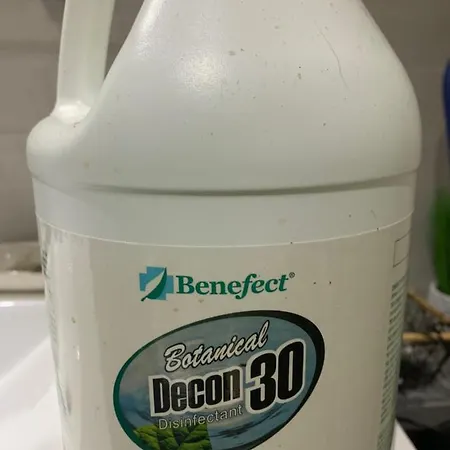 Benefect®
Botanical
Decon 30
Disinfectant